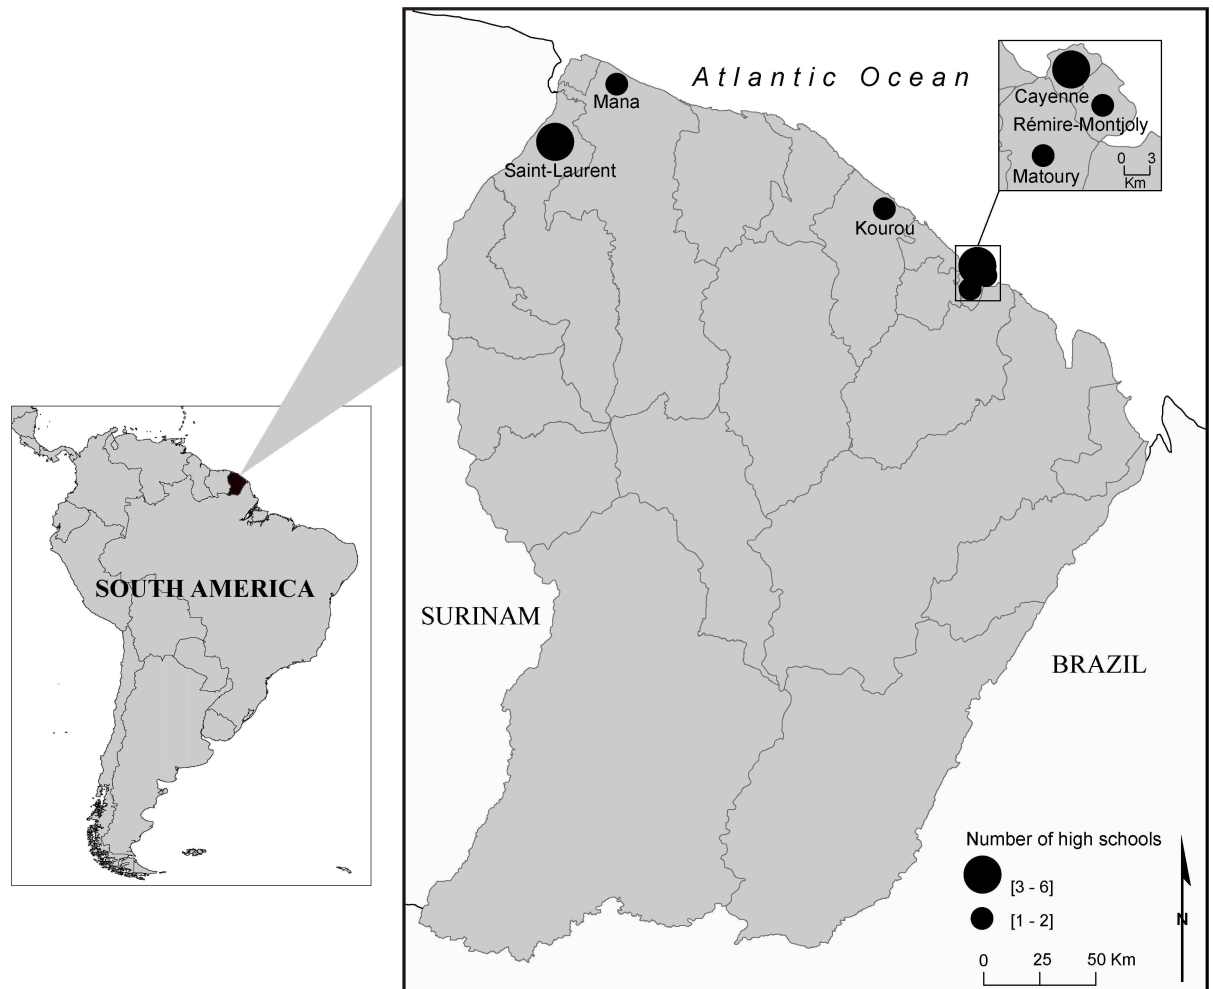 Atlantic Ocean
Mana
Saint-Laurent
Kourou
Cayenne
Rémire-Montjoly
Matoury
0 3
Km
SOUTH AMERICA
SURINAM
BRAZIL
Number of high schools
[3 - 6]
[1 - 2]
N
0 25 50 Km